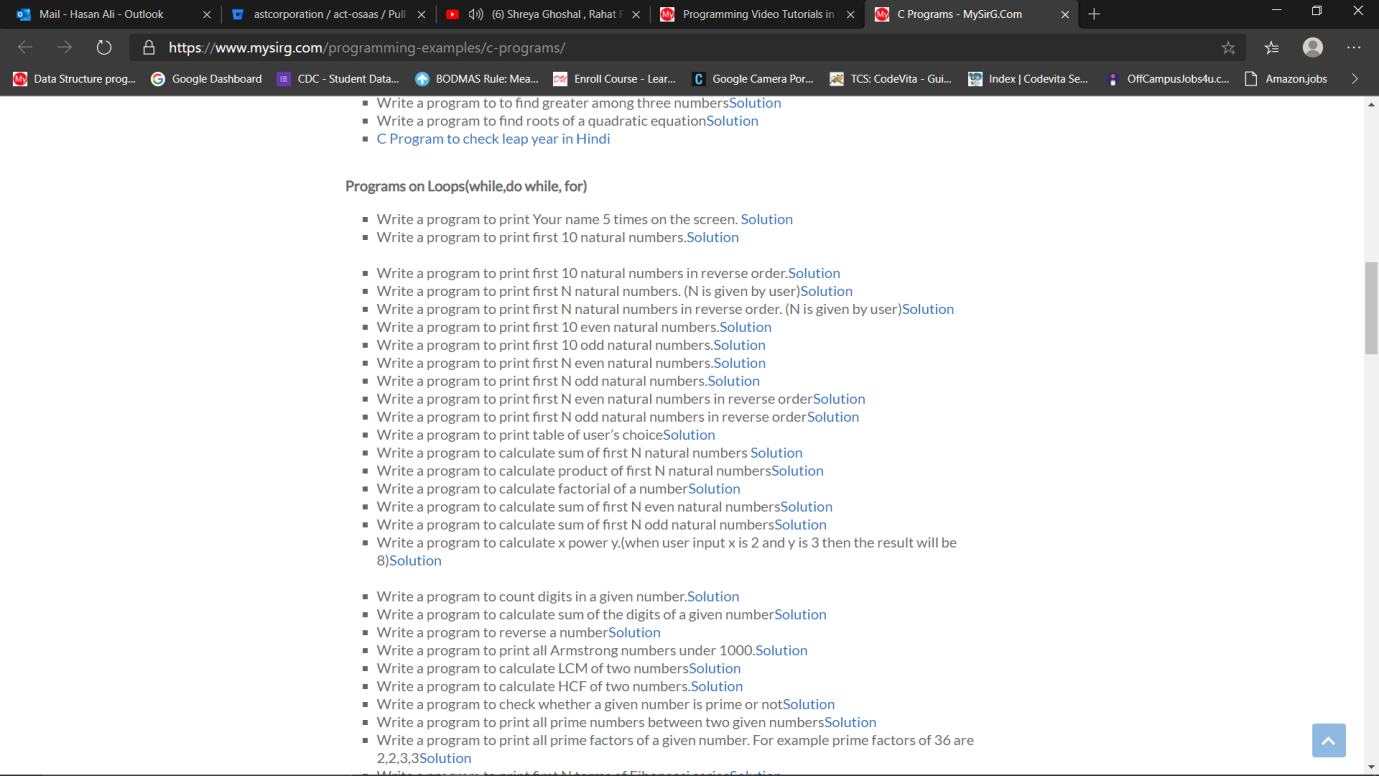 Mail - Hasan Ali - Outlook
astcorporation / act-osaas / Pull
(6) Shreya Ghoshal , Rahat F
Programming Video Tutorials in
C Programs - MySirG.Com
https://www.mysirg.com/programming-examples/c-programs/
Data Structure prog...
Google Dashboard
CDC - Student Data...
BODMAS Rule: Mea...
Enroll Course - Lear...
Google Camera Por...
TCS: CodeVita - Gui...
Index | Codevita Se...
OffCampusJobs4u.c...
Amazon.jobs
Write a program to to find greater among three numbersSolution
Write a program to find roots of a quadratic equationSolution
C Program to check leap year in Hindi
Programs on Loops(while,do while, for)
Write a program to print Your name 5 times on the screen. Solution
Write a program to print first 10 natural numbers.Solution
Write a program to print first 10 natural numbers in reverse order.Solution
Write a program to print first N natural numbers. (N is given by user)Solution
Write a program to print first N natural numbers in reverse order. (N is given by user)Solution
Write a program to print first 10 even natural numbers.Solution
Write a program to print first 10 odd natural numbers.Solution
Write a program to print first N even natural numbers.Solution
Write a program to print first N odd natural numbers.Solution
Write a program to print first N even natural numbers in reverse orderSolution
Write a program to print first N odd natural numbers in reverse orderSolution
Write a program to print table of user's choiceSolution
Write a program to calculate sum of first N natural numbers Solution
Write a program to calculate product of first N natural numbersSolution
Write a program to calculate factorial of a numberSolution
Write a program to calculate sum of first N even natural numbersSolution
Write a program to calculate sum of first N odd natural numbersSolution
Write a program to calculate x power y.(when user input x is 2 and y is 3 then the result will be
8)Solution
Write a program to count digits in a given number.Solution
Write a program to calculate sum of the digits of a given numberSolution
Write a program to reverse a numberSolution
Write a program to print all Armstrong numbers under 1000.Solution
Write a program to calculate LCM of two numbersSolution
Write a program to calculate HCF of two numbers.Solution
Write a program to check whether a given number is prime or notSolution
Write a program to print all prime numbers between two given numbersSolution
Write a program to print all prime factors of a given number. For example prime factors of 36 are
2,2,3,3Solution